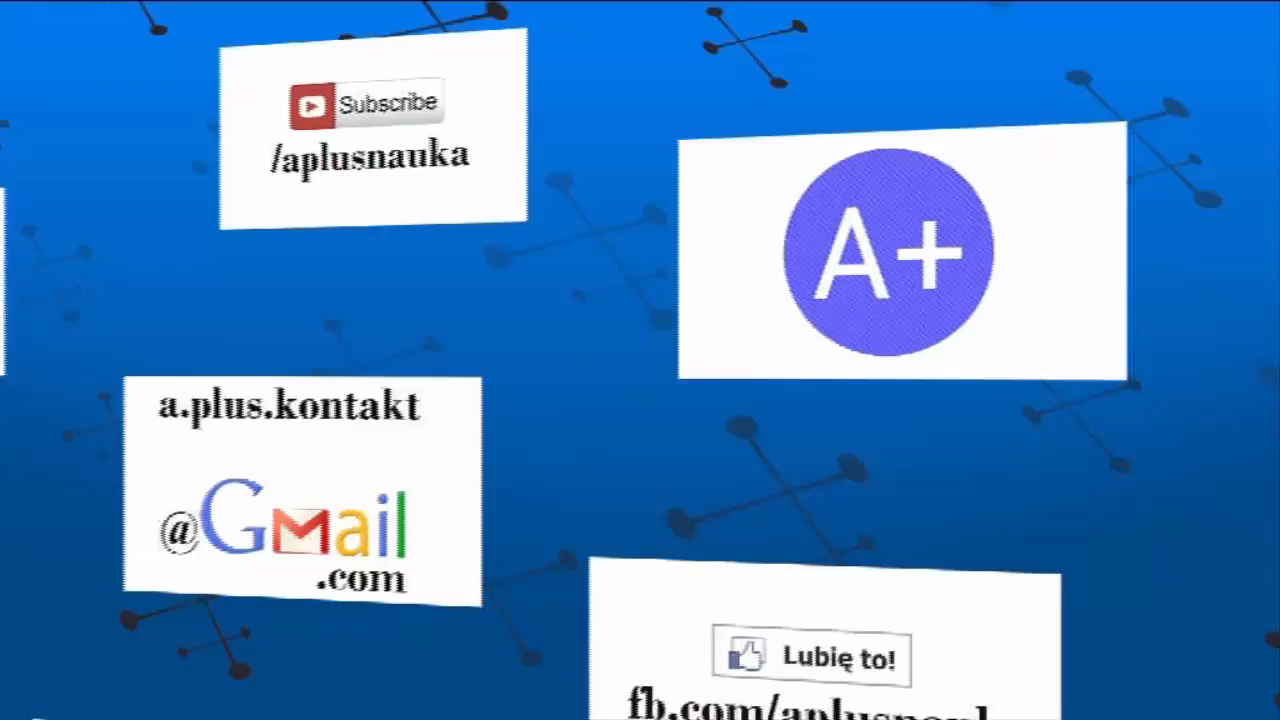 Subscribe
/aplusnauka
A+
a.plus.kontakt
@Gmail
.com
Lubię to!